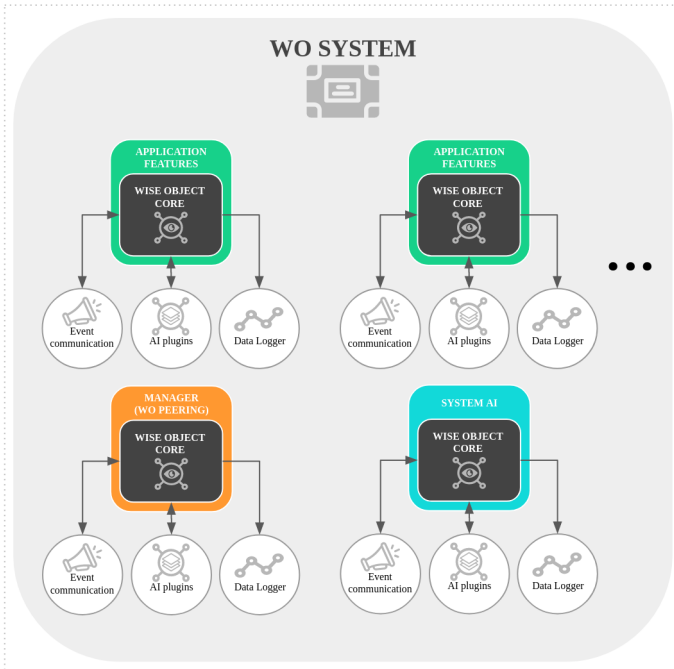 WO SYSTEM
APPLICATION
FEATURES
WISE OBJECT
CORE
Event
communication
AI plugins
Data Logger
APPLICATION
FEATURES
WISE OBJECT
CORE
Event
communication
AI plugins
Data Logger
MANAGER
(WO PEERING)
WISE OBJECT
CORE
Event
communication
AI plugins
Data Logger
SYSTEM AI
WISE OBJECT
CORE
Event
communication
AI plugins
Data Logger